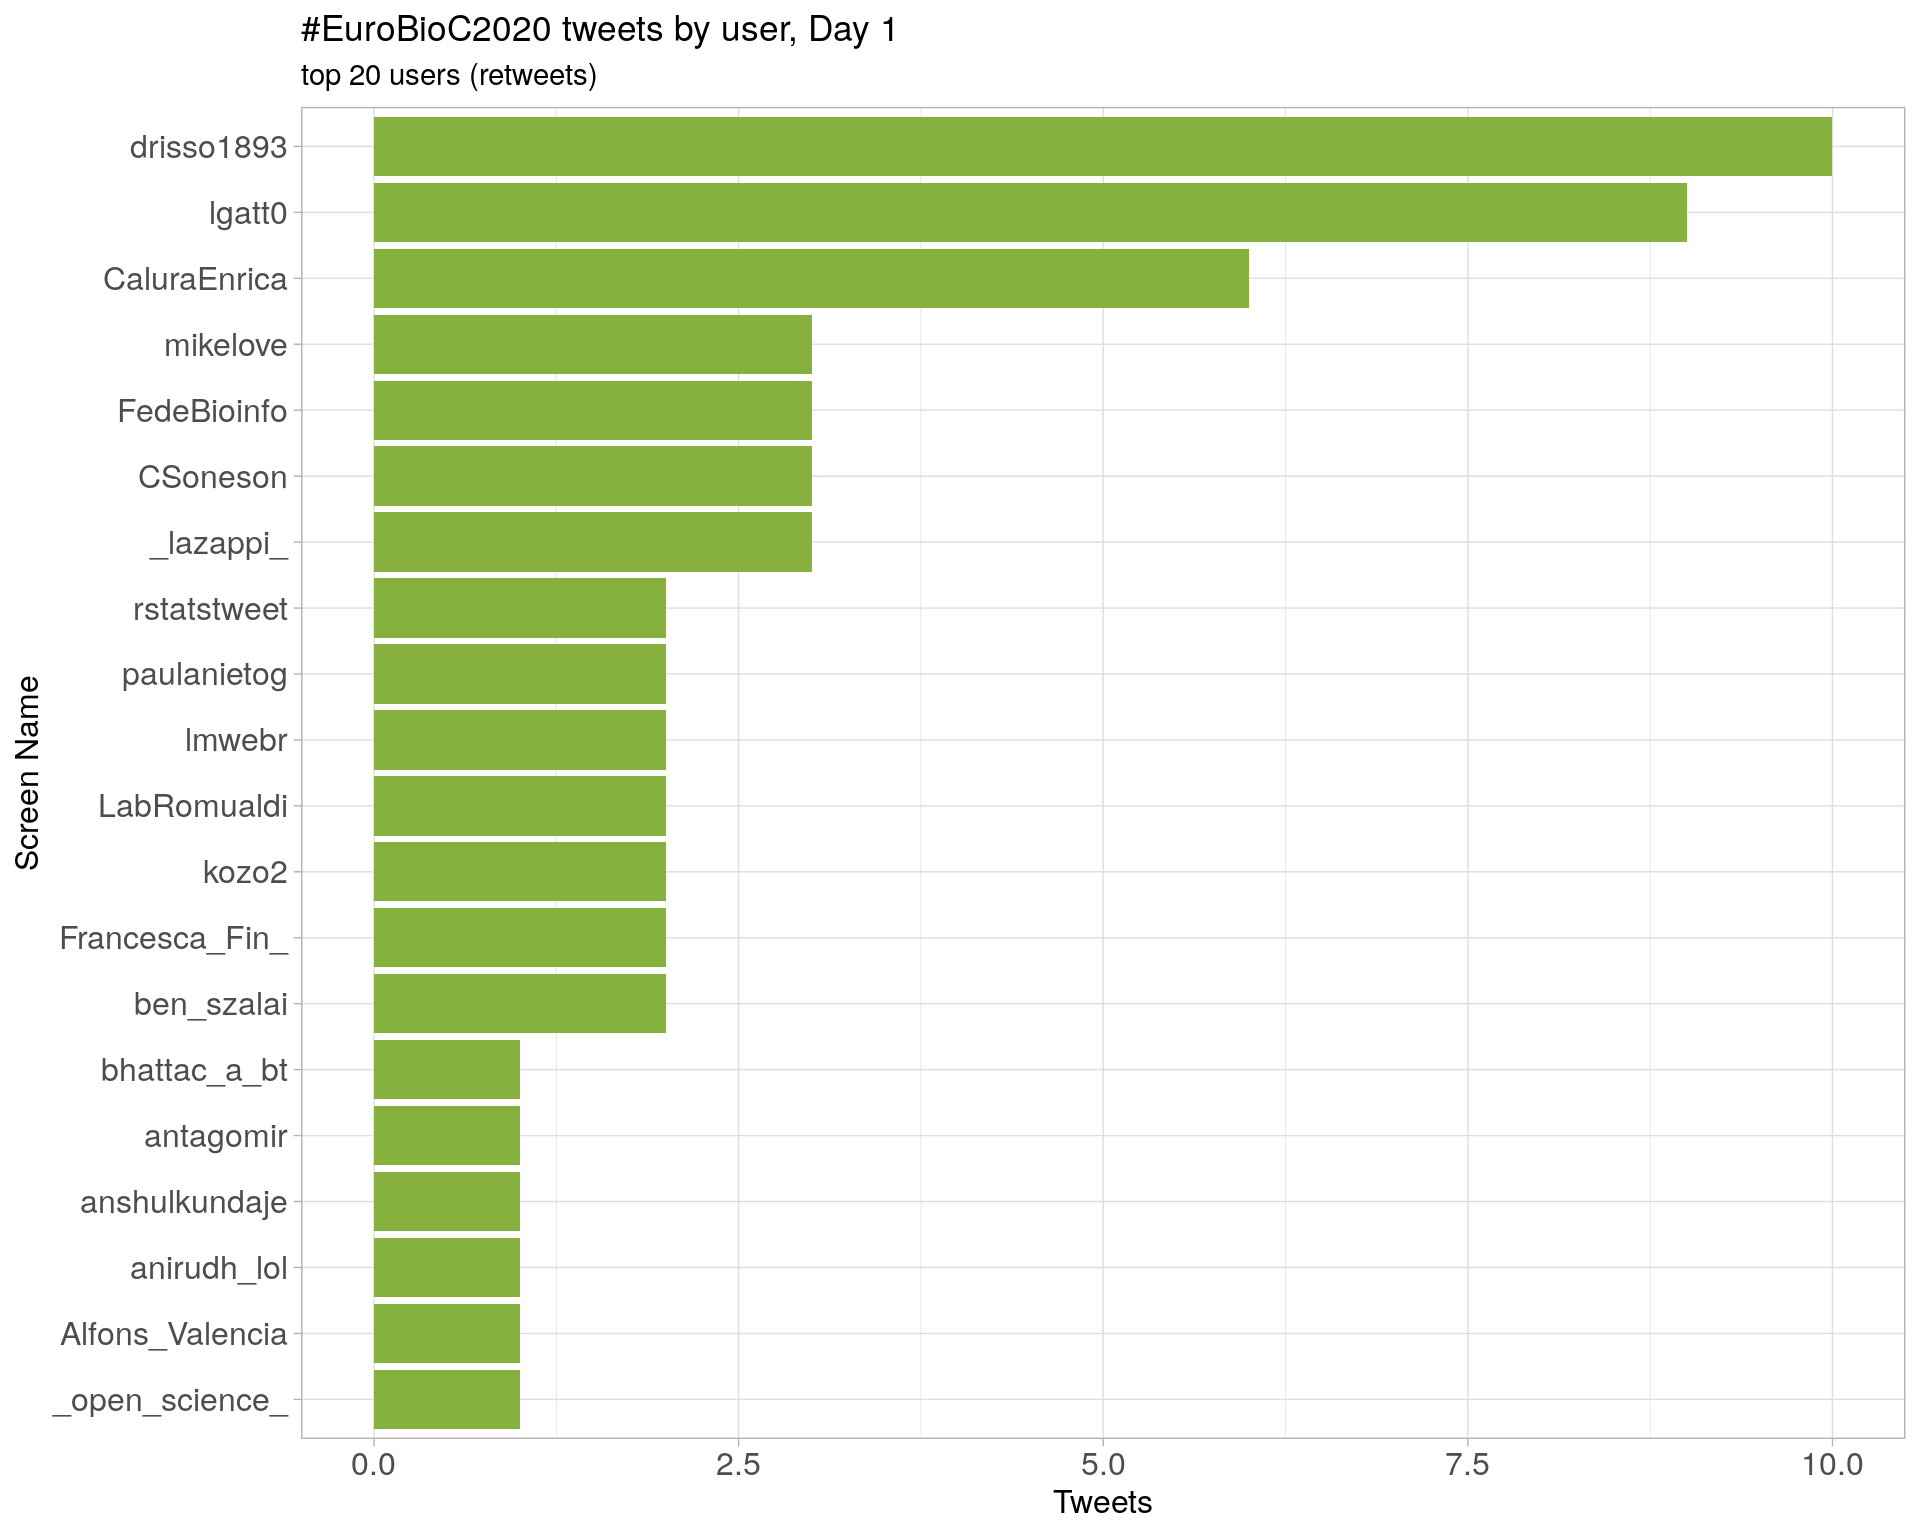 #EuroBioC2020 tweets by user, Day 1
top 20 users (retweets)
drisso1893
lgatt0
CaluraEnrica
mikelove
FedeBioinfo
CSoneson
_lazappi_
rstatstweet
paulanietog
lmwebr
LabRomualdi
kozo2
Francesca_Fin_
ben_szalai
bhattac_a_bt
antagomir
anshulkundaje
anirudh_lol
Alfons_Valencia
_open_science_
Screen Name
0.0 2.5 5.0 7.5 10.0
Tweets